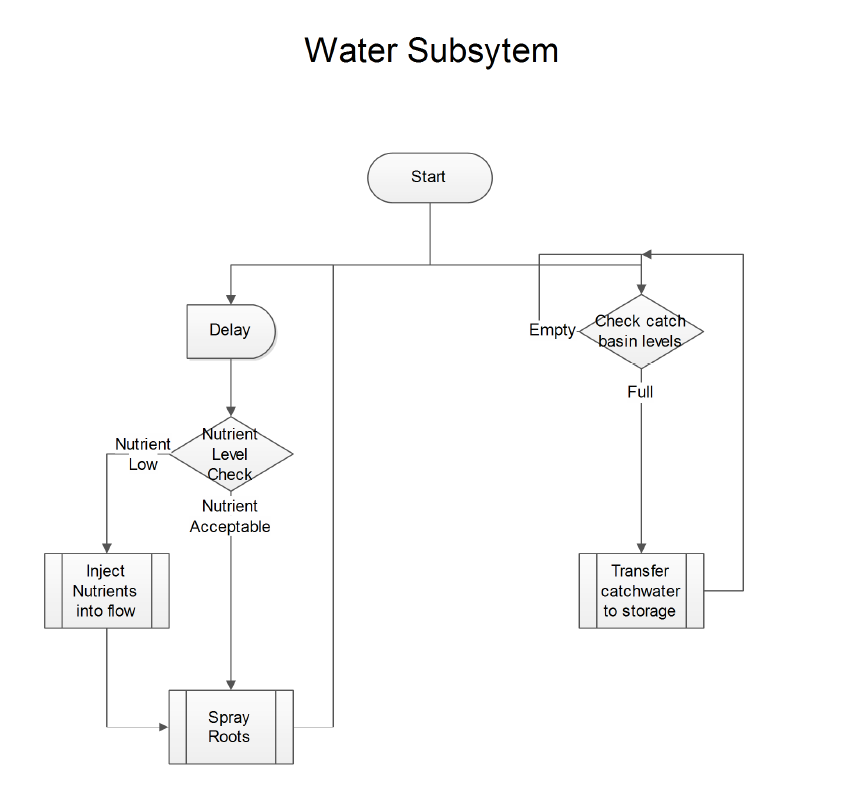 Water Subsytem
Start
Delay
Nutrient
Level
Check
Nutrient
Low
Nutrient
Acceptable
Inject
Nutrients
into flow
Spray
Roots
Check catch
basin levels
Empty
Full
Transfer
catchwater
to storage